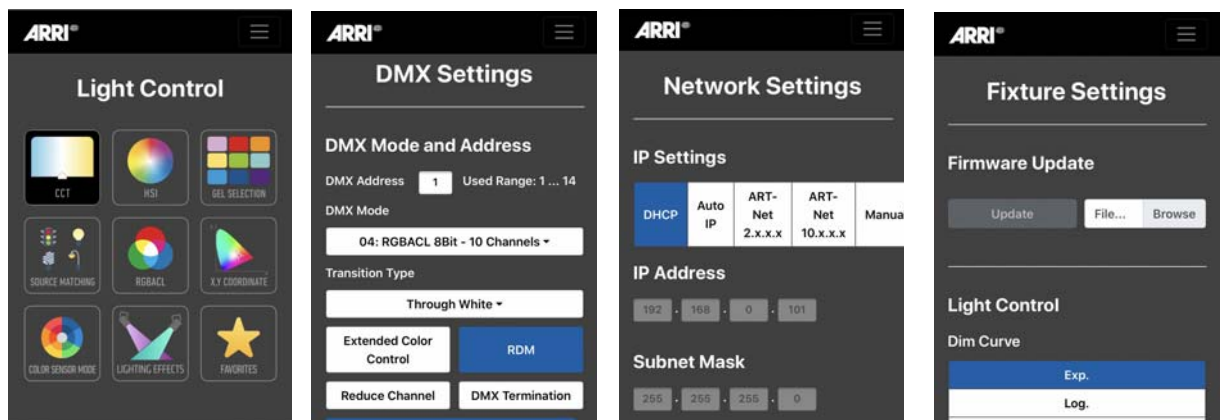 ARRI
Light Control
CCT
HSI
GEL SELECTION
SOURCE MATCHING
RGBACL
X,Y COORDINATE
COLOR SENSOR MODE
LIGHTING EFFECTS
FAVORITES
ARRI
DMX Settings
DMX Mode and Address
DMX Address 1 Used Range: 1 ... 14
DMX Mode
04: RGBACL 8Bit - 10 Channels
Transition Type
Through White
Extended Color
Control
RDM
Reduce Channel
DMX Termination
ARRI
Network Settings
IP Settings
DHCP
Auto
IP
ART-
Net
2.x.x.x
ART-
Net
10.x.x.x
Manua
IP Address
192 . 168 . 0 . 101
Subnet Mask
255 . 255 . 255 . 0
ARRI
Fixture Settings
Firmware Update
Update
File...
Browse
Light Control
Dim Curve
Exp.
Log.